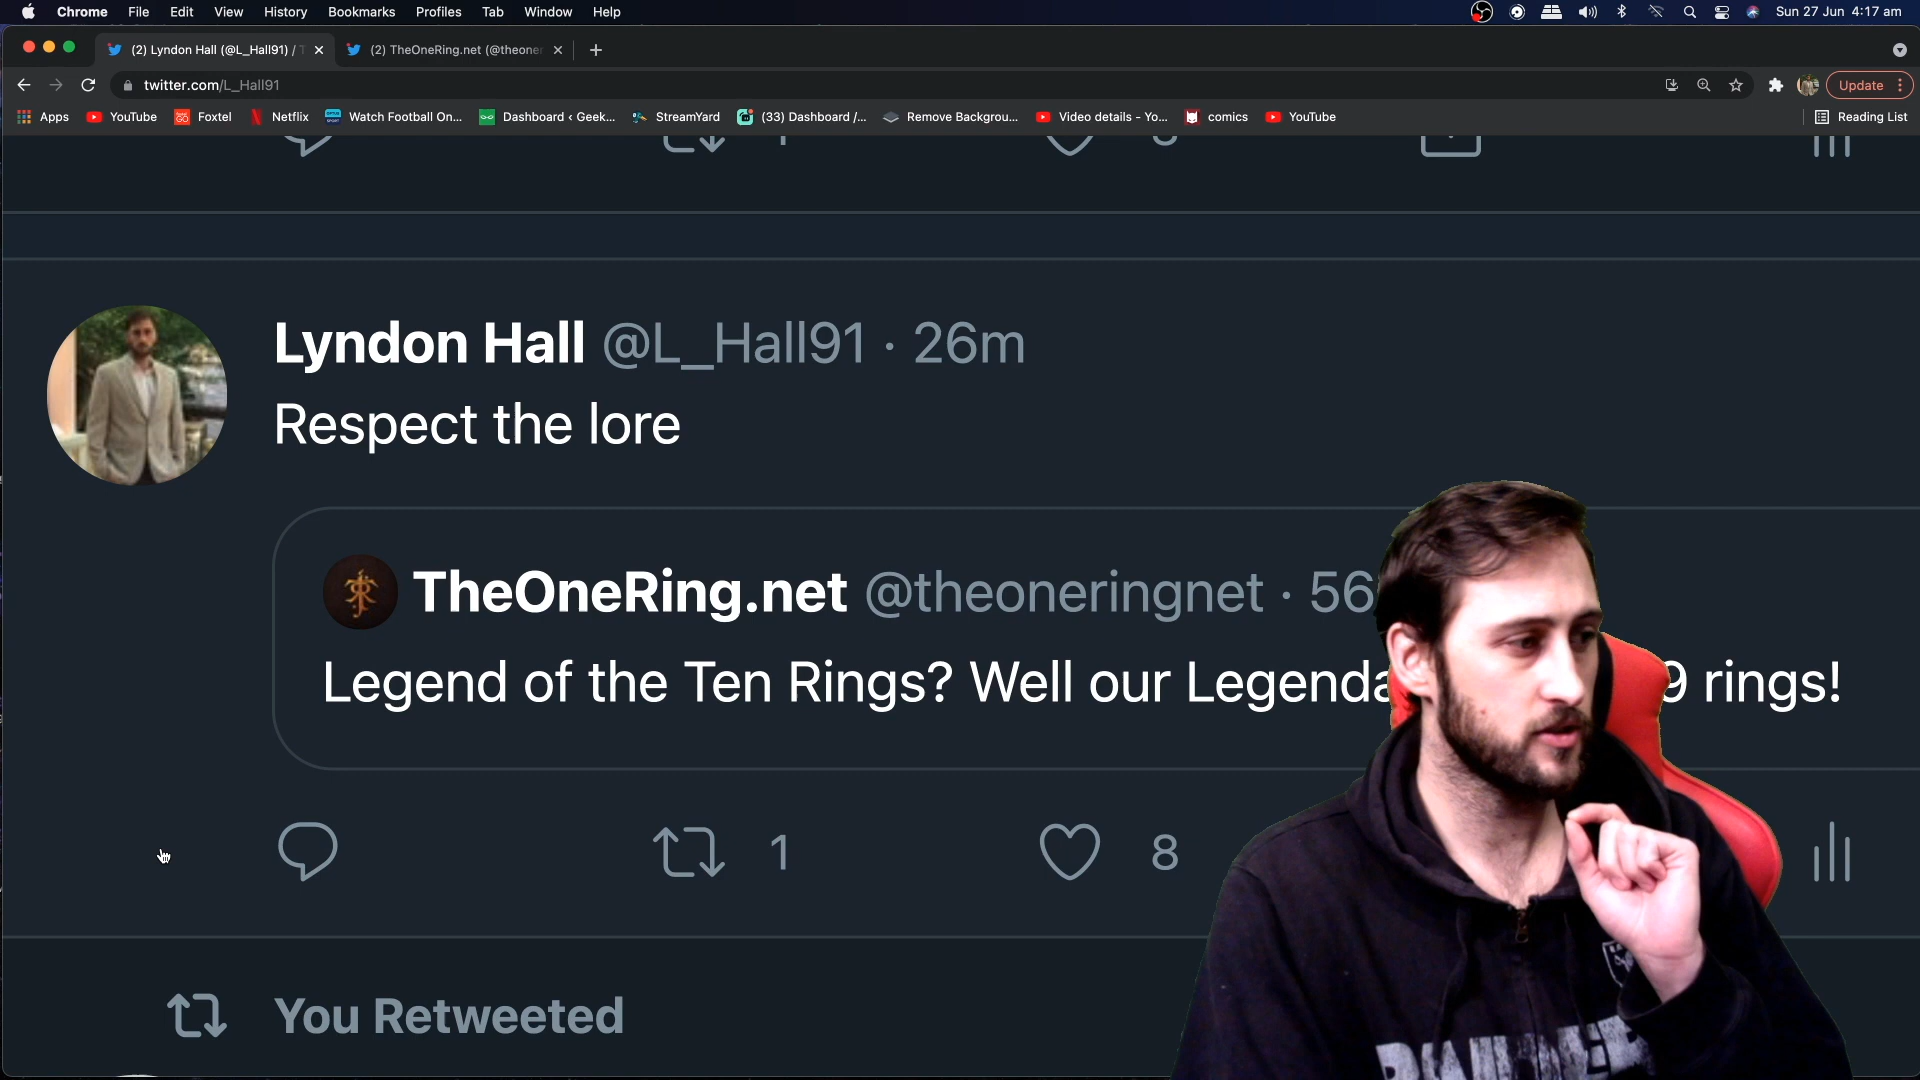 Chrome File Edit View History Bookmarks Profiles Tab Window Help Sun 27 Jun 4:17 am
(2) Lyndon Hall (@L_Hall91) / (2) TheOneRing.net (@theoner
twitter.com/L_Hall91 Update
Apps YouTube Foxtel Netflix Watch Football On... Dashboard < Geek... StreamYard (33) Dashboard /... Remove Backgrou... Video details - Yo... comics YouTube Reading List
Lyndon Hall @L_Hall91 · 26m
Respect the lore
TheOneRing.net @theoneringnet · 56
Legend of the Ten Rings? Well our 9 rings!
1 8
You Retweeted